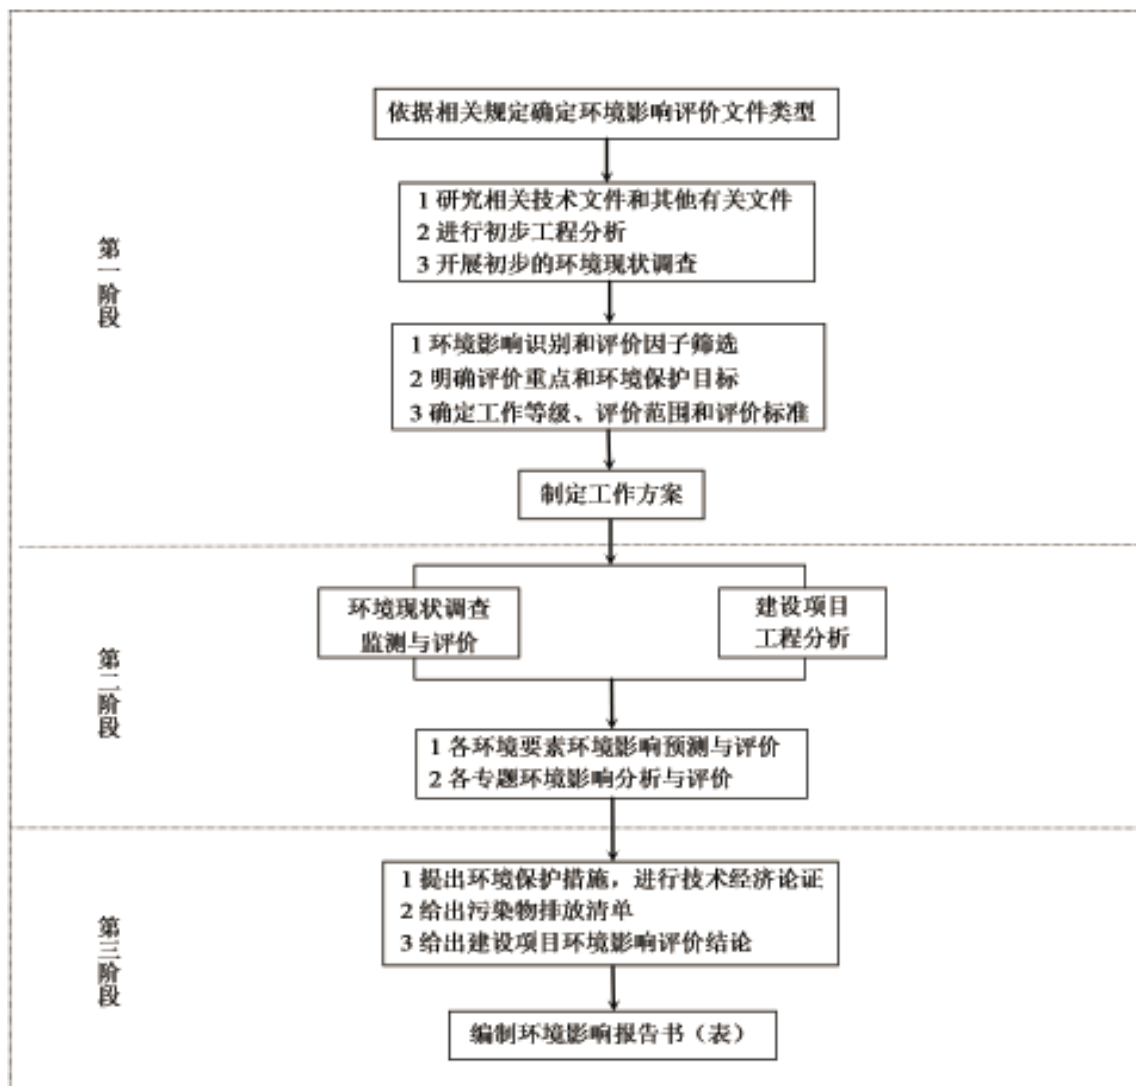 依据相关规定确定环境影响评价文件类型
1 研究相关技术文件和其他有关文件
2 进行初步工程分析
3 开展初步的环境现状调查
第一阶段
1 环境影响识别和评价因子筛选
2 明确评价重点和环境保护目标
3 确定工作等级、评价范围和评价标准
制定工作方案
环境现状调查
监测与评价
建设项目
工程分析
第二阶段
1 各环境要素环境影响预测与评价
2 各专题环境影响分析与评价
1 提出环境保护措施，进行技术经济论证
2 给出污染物排放清单
3 给出建设项目环境影响评价结论
第三阶段
编制环境影响报告书（表）